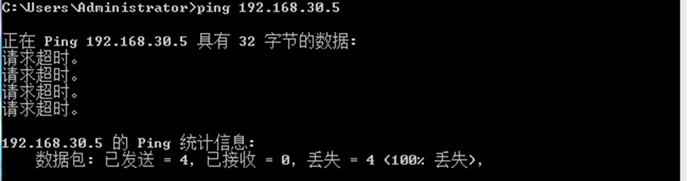 C:\Users\Administrator>ping 192.168.30.5
正在 Ping 192.168.30.5 具有 32 字节的数据:
请求超时。
请求超时。
请求超时。
请求超时。
192.168.30.5 的 Ping 统计信息:
数据包: 已发送 = 4, 已接收 = 0, 丢失 = 4 (100% 丢失),